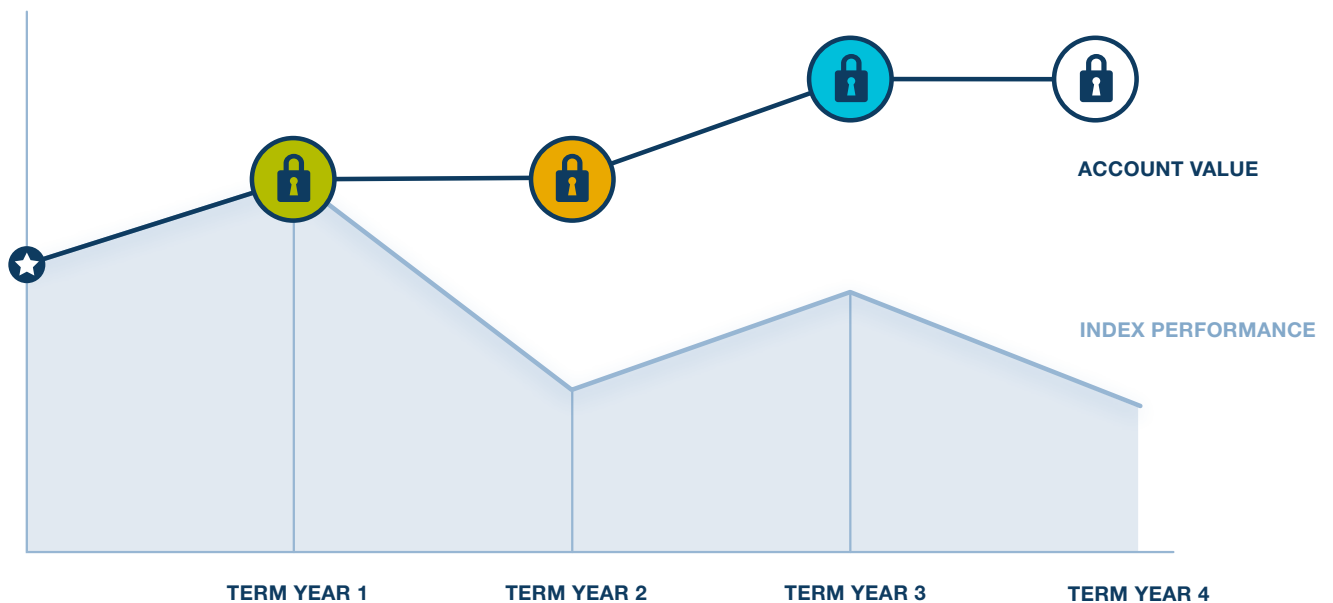 ACCOUNT VALUE
INDEX PERFORMANCE
TERM YEAR 1
TERM YEAR 2
TERM YEAR 3
TERM YEAR 4